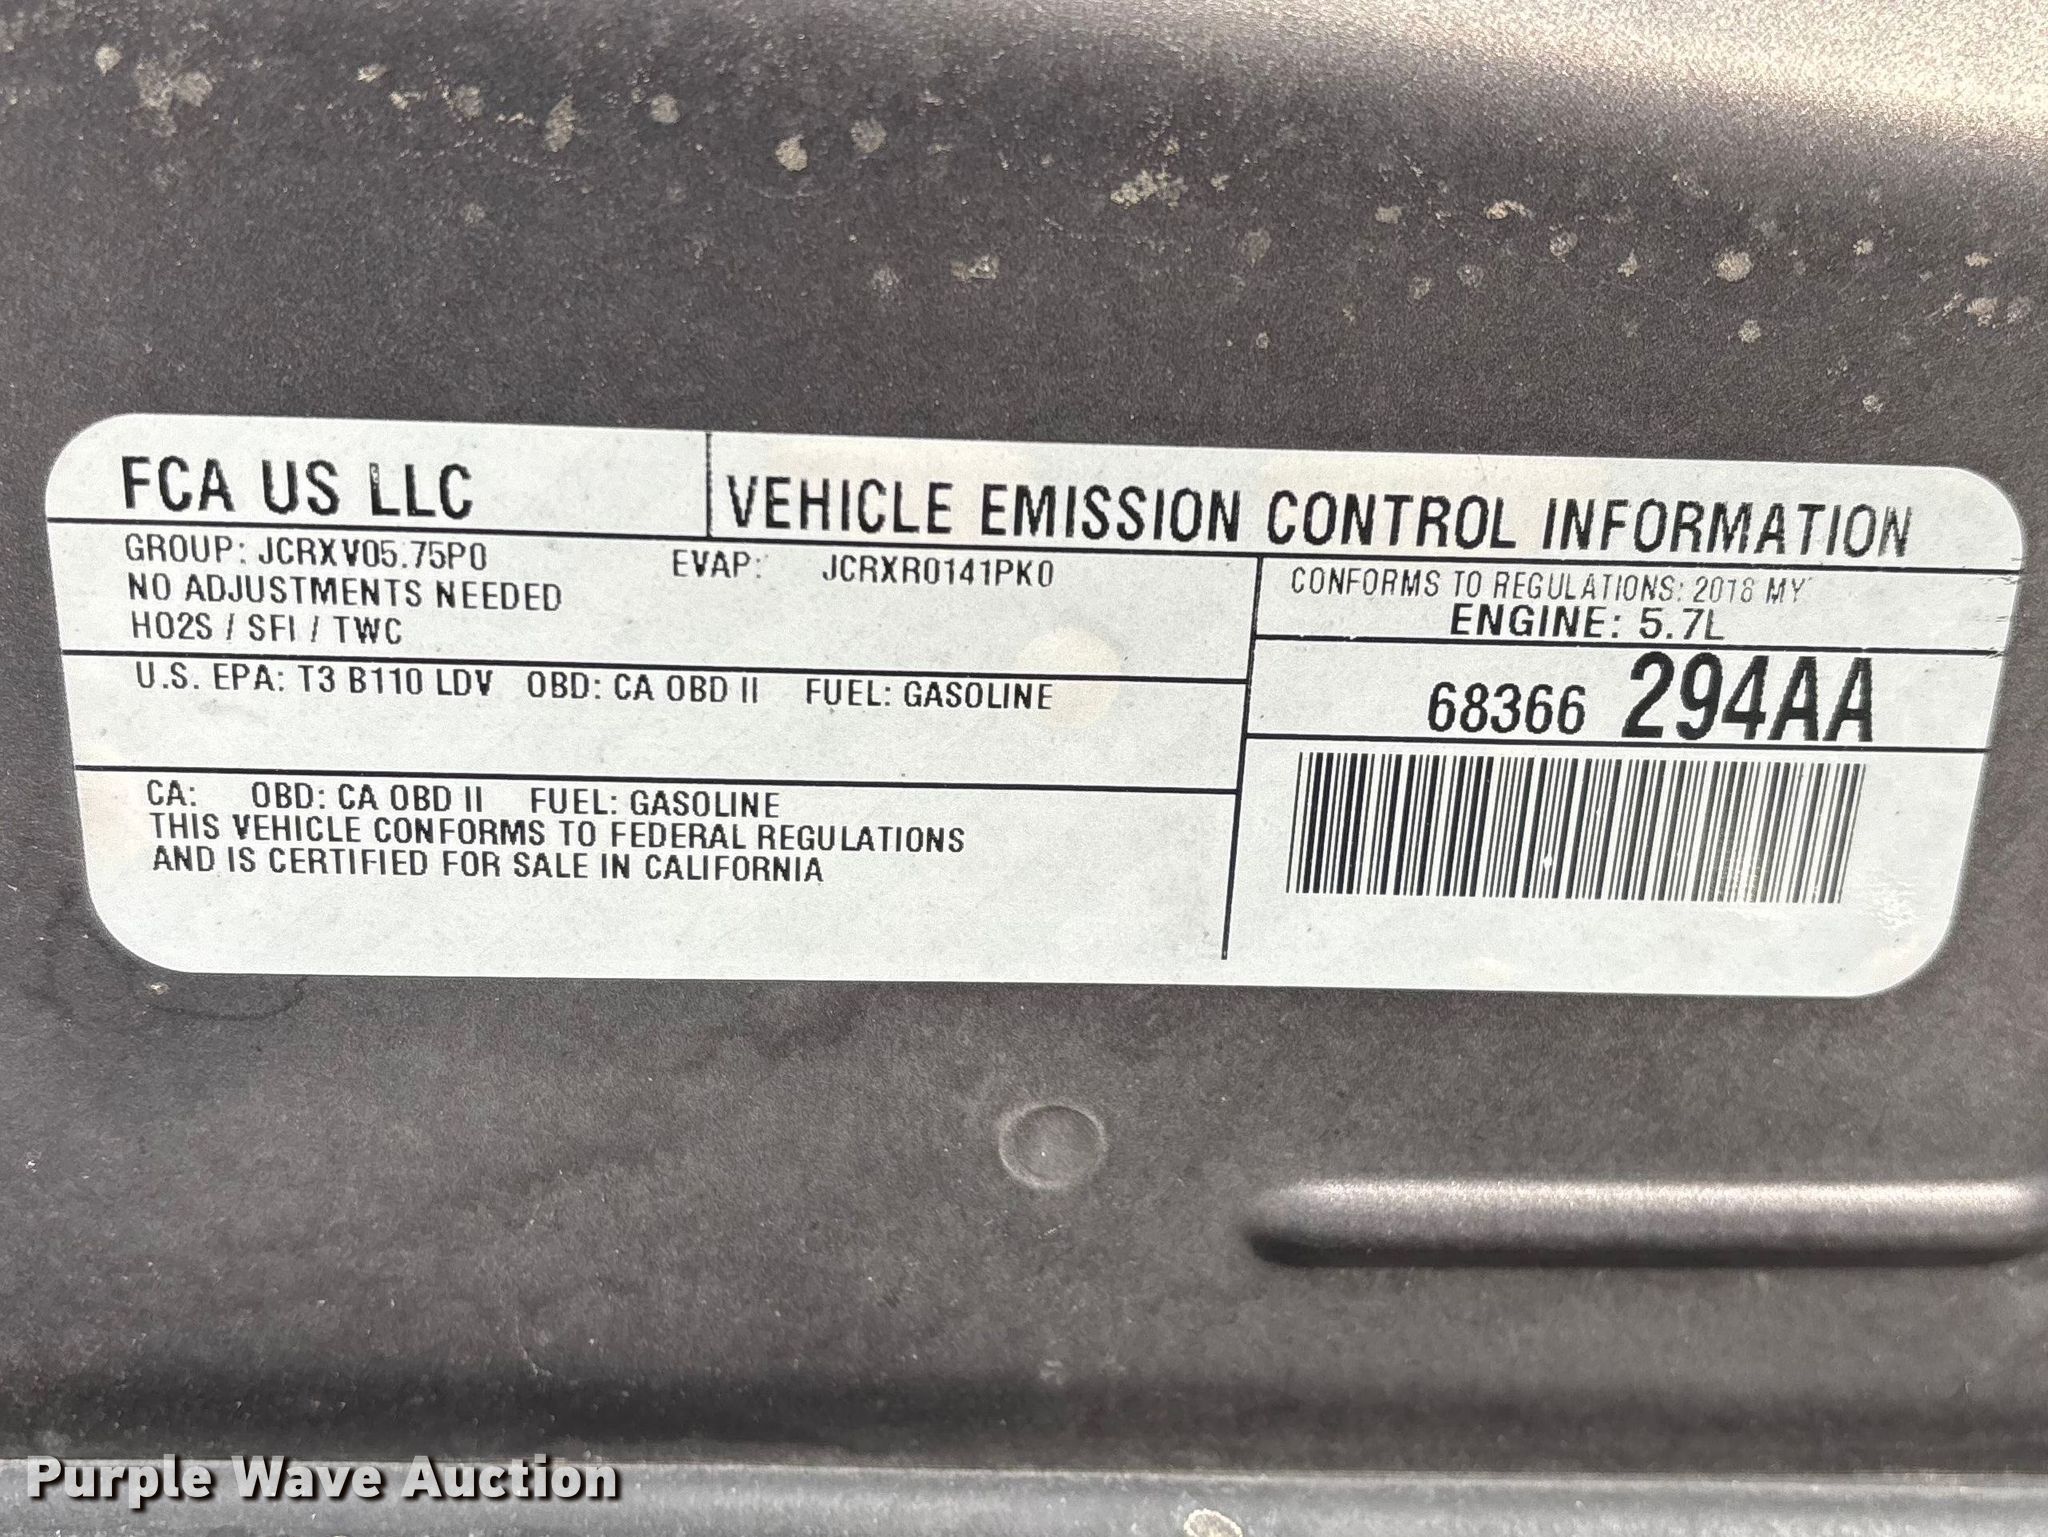 FCA US LLC
VEHICLE EMISSION CONTROL INFORMATION
GROUP: JCRXV05.75P0 EVAP: JCRXR0141PK0
NO ADJUSTMENTS NEEDED
HO2S / SFI / TWC
CONFORMS TO REGULATIONS: 2018 MY
ENGINE: 5.7L
U.S. EPA: T3 B110 LDV OBD: CA OBD II FUEL: GASOLINE
68366 294AA
CA: OBD: CA OBD II FUEL: GASOLINE
THIS VEHICLE CONFORMS TO FEDERAL REGULATIONS
AND IS CERTIFIED FOR SALE IN CALIFORNIA
Purple Wave Auction